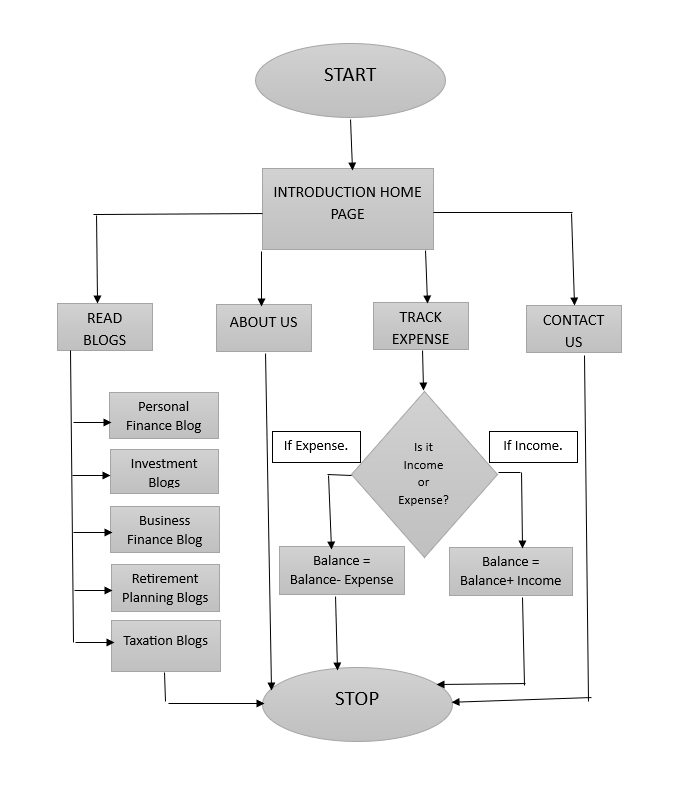 START
INTRODUCTION HOME
PAGE
READ
BLOGS
ABOUT US
TRACK
EXPENSE
CONTACT
US
Personal
Finance Blog
Investment
Blogs
Business
Finance Blog
Retirement
Planning Blogs
Taxation Blogs
If Expense.
Is it
Income
or
Expense?
If Income.
Balance =
Balance- Expense
Balance =
Balance+ Income
STOP